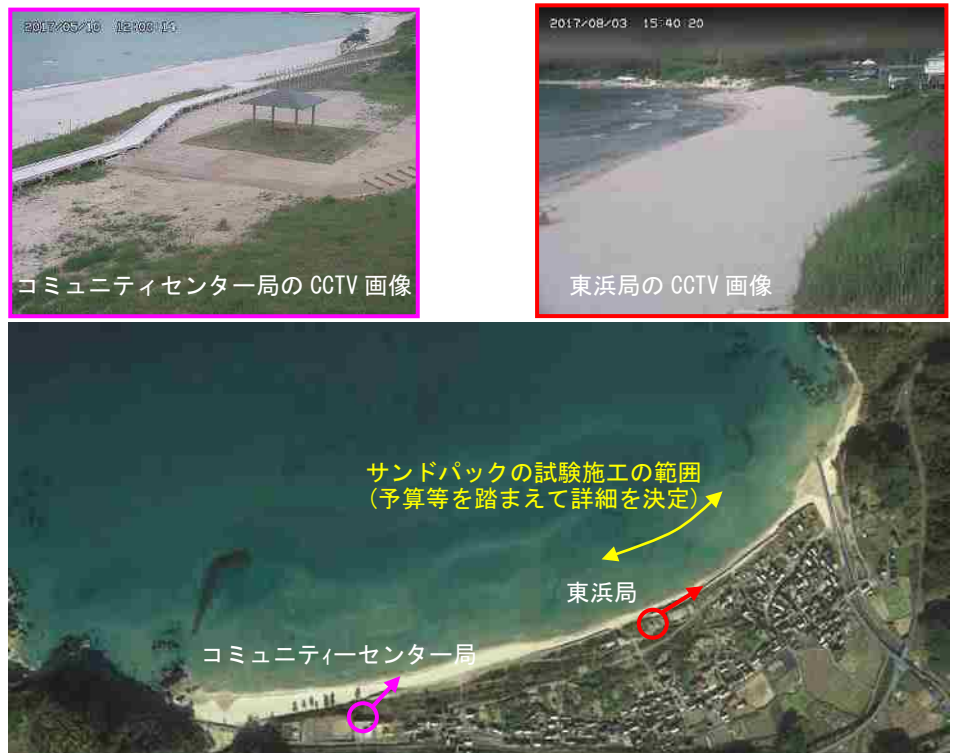 2017/05/10 12:08:14
コミュニティセンター局の CCTV 画像
2017/08/03 15:40:20
東浜局の CCTV 画像
サンドパックの試験施工の範囲
(予算等を踏まえて詳細を決定)
東浜局
コミュニティーセンター局